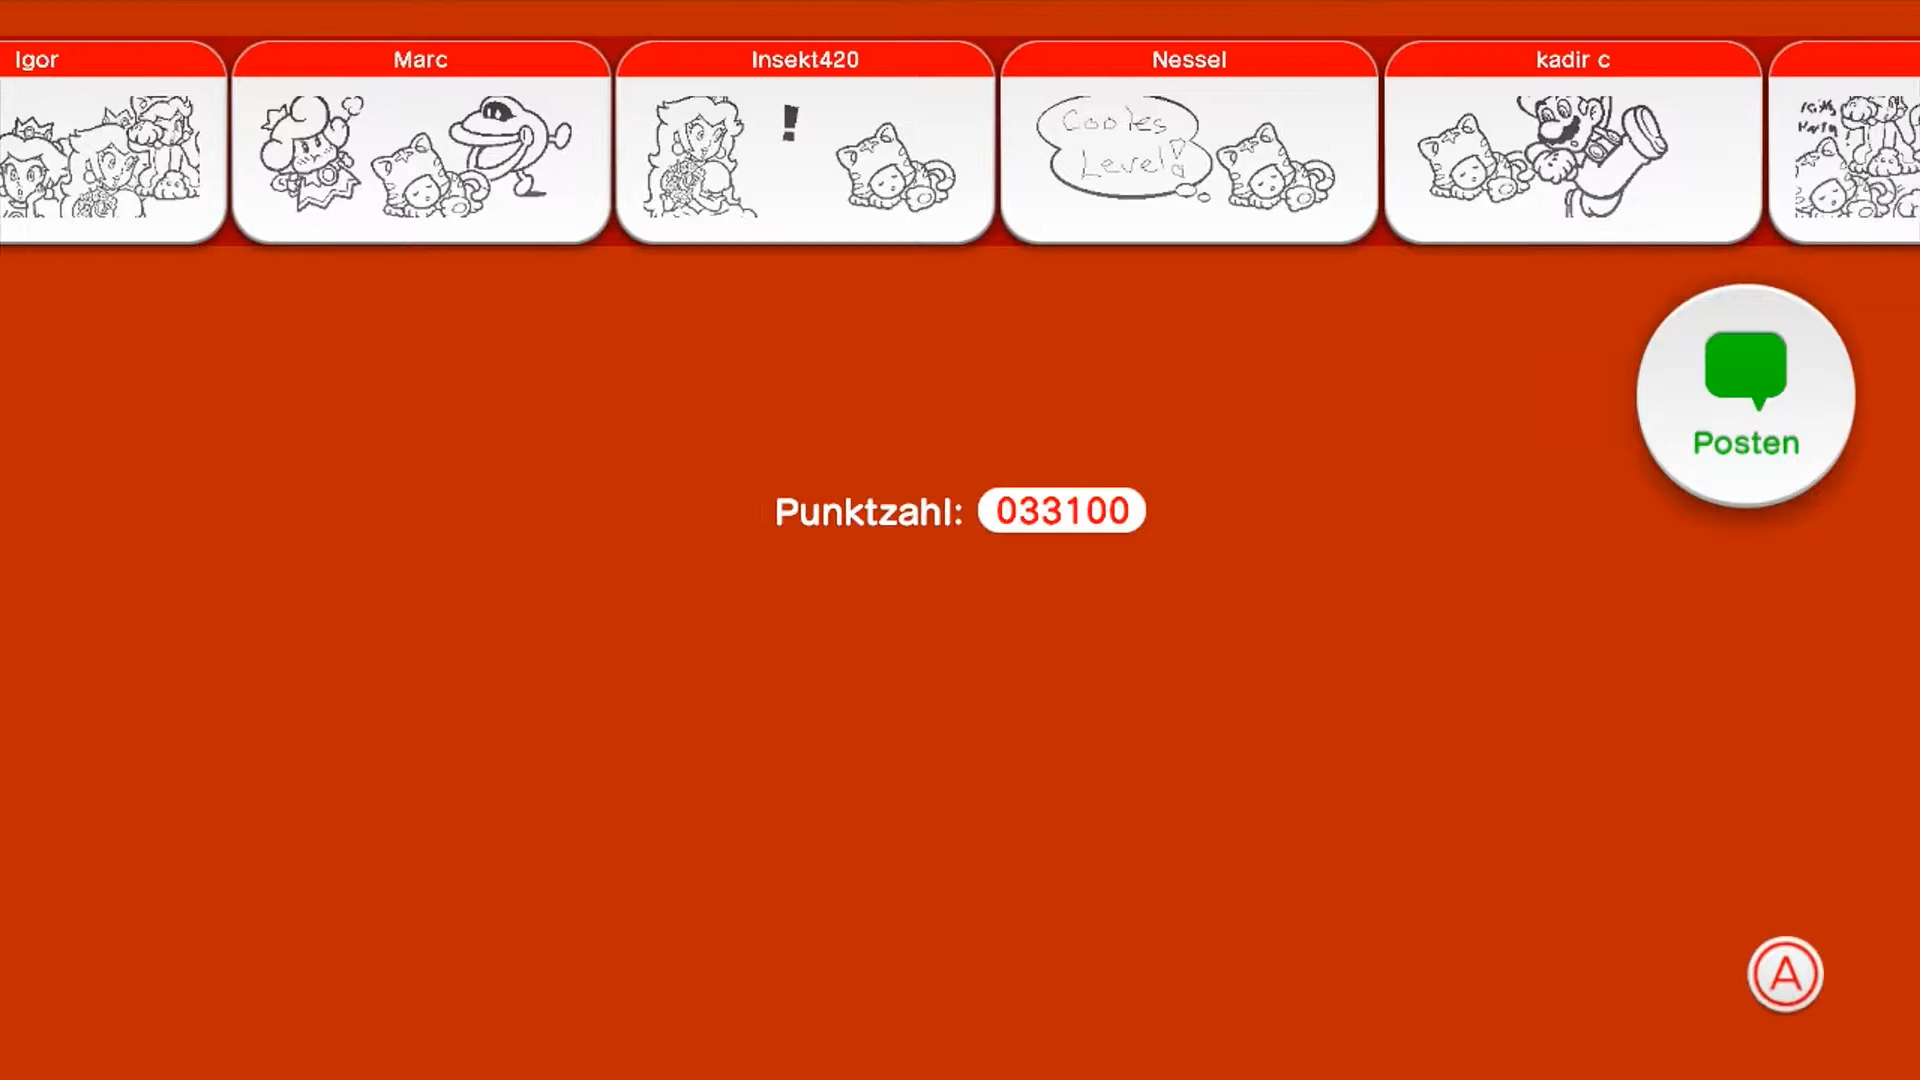 Igor
Marc
Insekt420
Nessel
kadir c
!
Cooles
Level!
Posten
Punktzahl: 033100
A